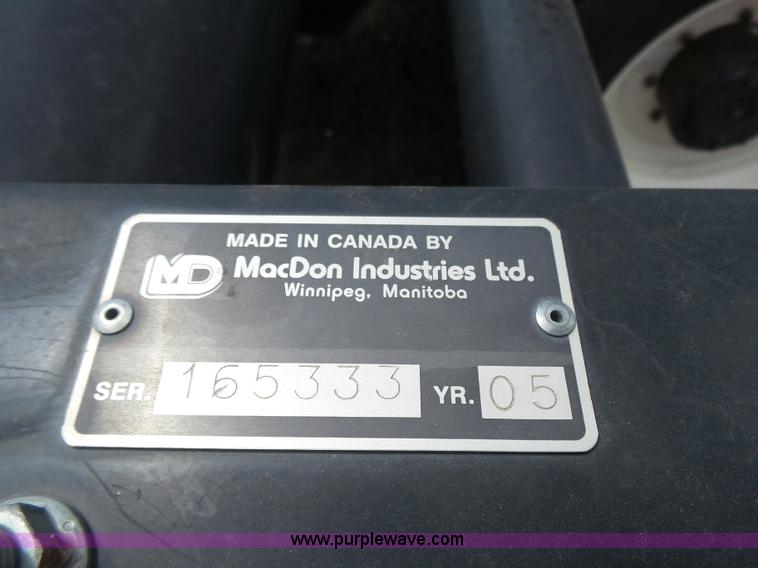 MADE IN CANADA BY
MD MacDon Industries Ltd.
Winnipeg, Manitoba
SER. 165333 YR. 05
www.purplewave.com